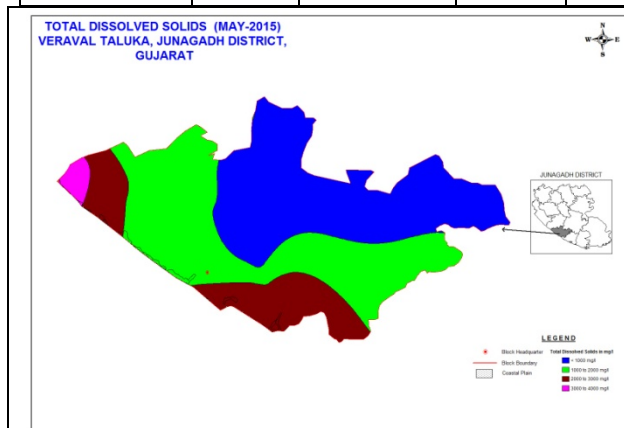 TOTAL DISSOLVED SOLIDS (MAY-2015)
VERAVAL TALUKA, JUNAGADH DISTRICT,
GUJARAT
N
W E
S
JUNAGADH DISTRICT
LEGEND
Block Headquarter
Block Boundary
Coastal Plain
Total Dissolved Solids in mg/l
< 1000 mg/l
1000 to 2000 mg/l
2000 to 3000 mg/l
3000 to 4000 mg/l